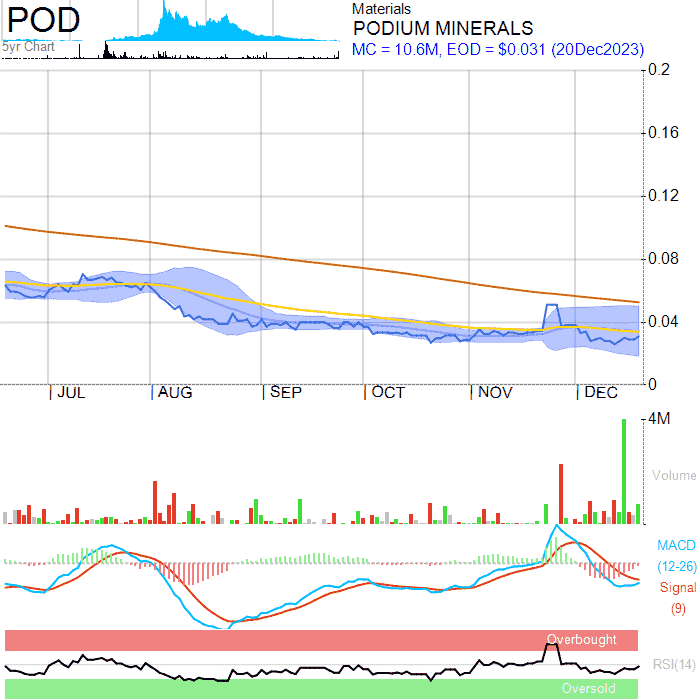 POD
5yr Chart
Materials
PODIUM MINERALS
MC = 10.6M, EOD = $0.031 (20Dec2023)
0.2
0.16
0.12
0.08
0.04
0
JUL AUG SEP OCT NOV DEC
4M
Volume
MACD
(12-26)
Signal
(9)
Overbought
RSI(14)
Oversold